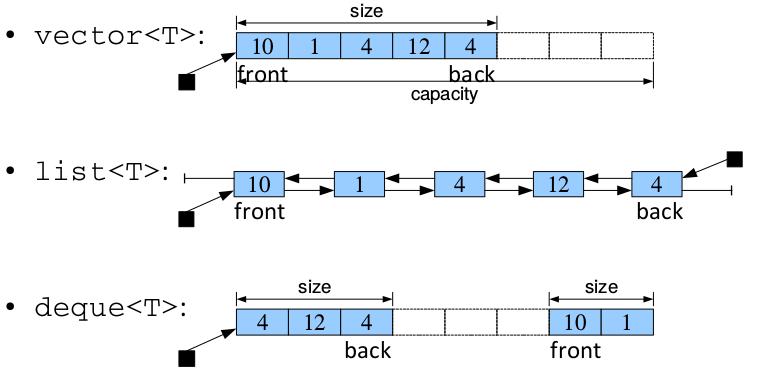 size
• vector<T>: 10 1 4 12 4
front back
capacity
• list<T>: 10 1 4 12 4
front back
size size
• deque<T>: 4 12 4 10 1
back front